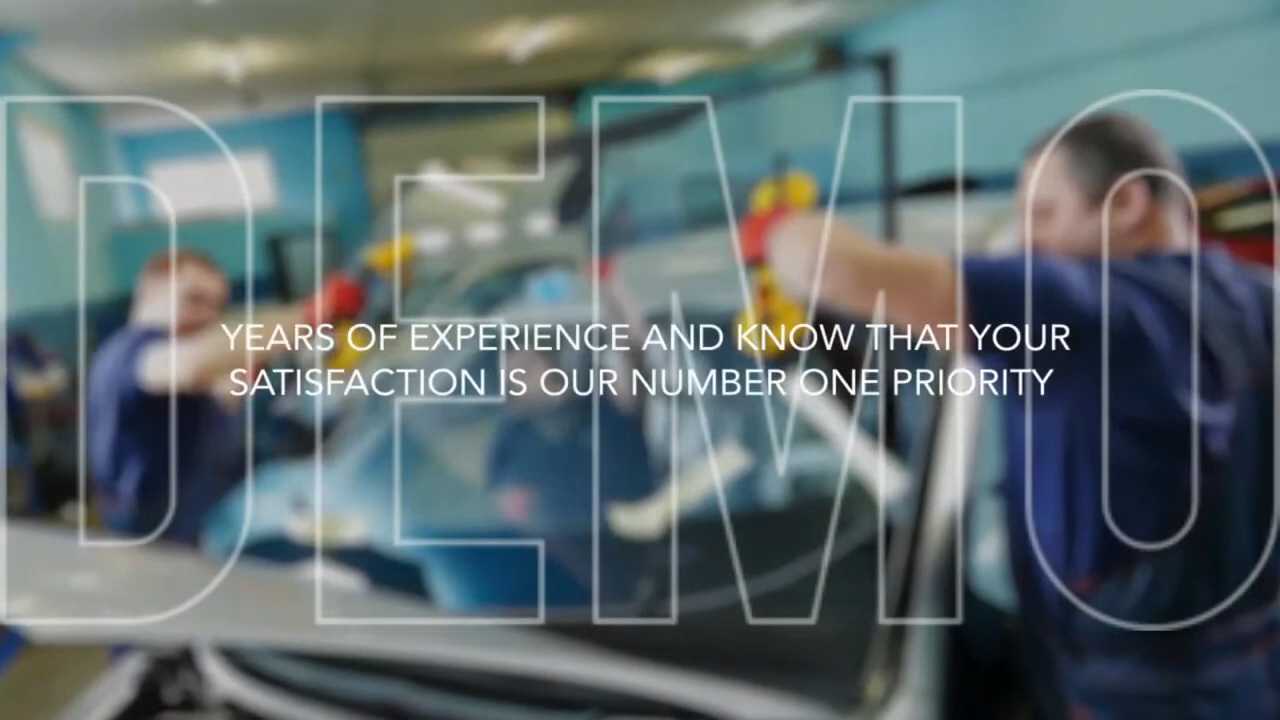 DEMO
YEARS OF EXPERIENCE AND KNOW THAT YOUR
SATISFACTION IS OUR NUMBER ONE PRIORITY